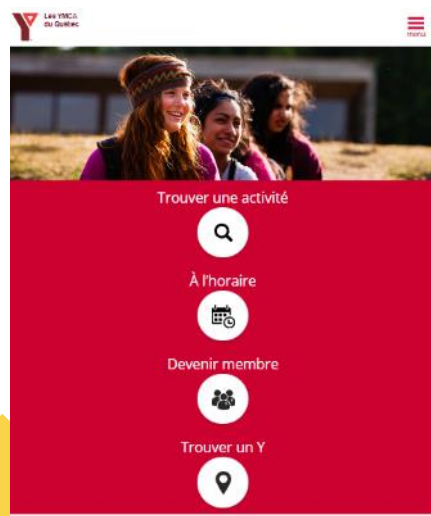 Les YMCA
du Québec
menu
Trouver une activité
À l'horaire
Devenir membre
Trouver un Y